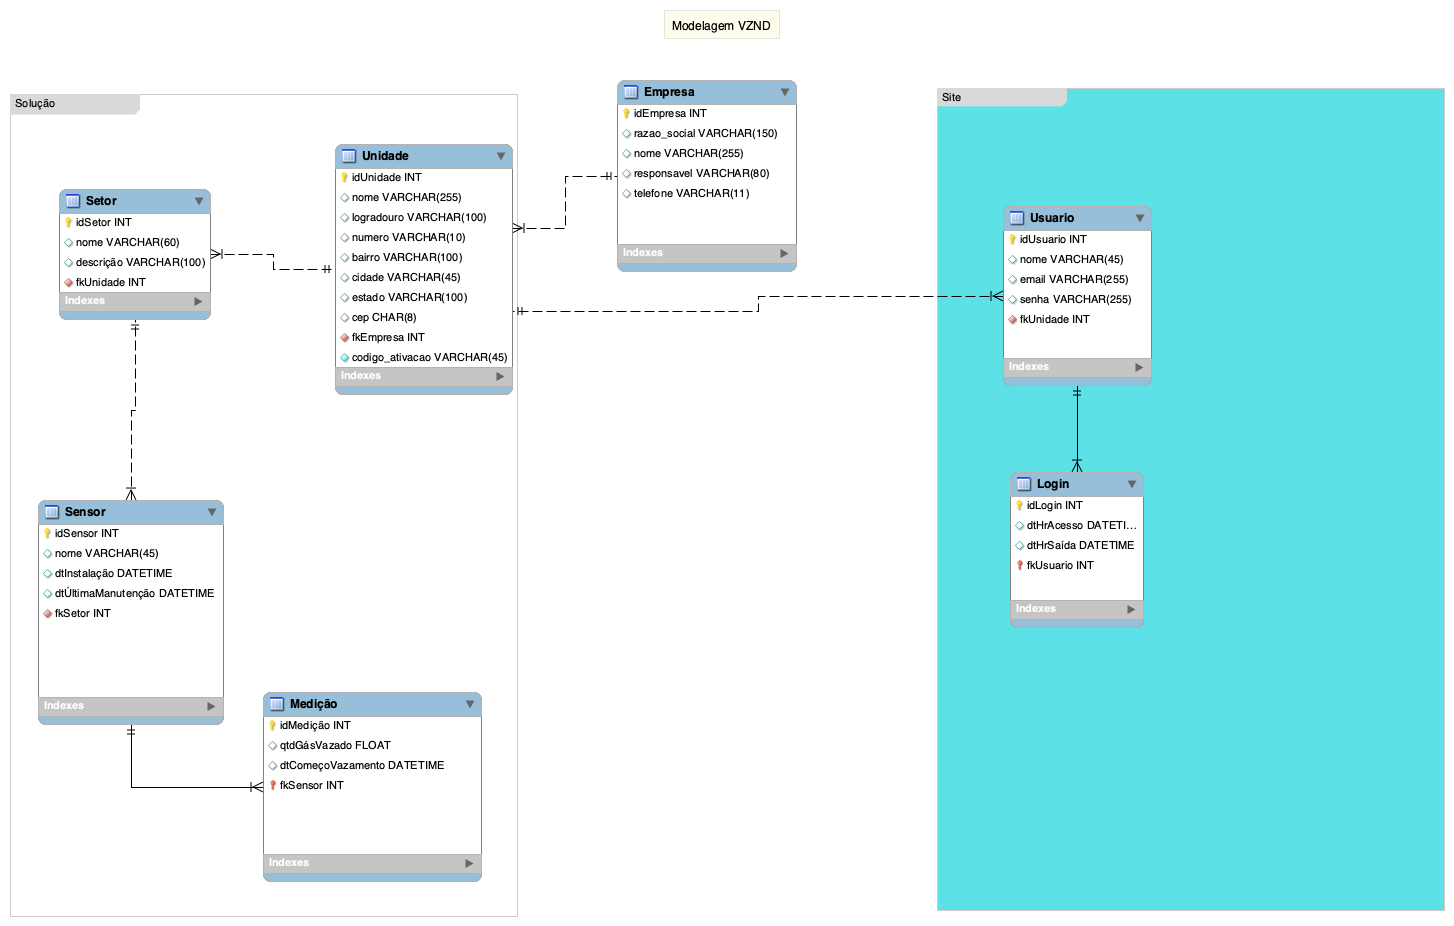 Modelagem VZND
Solução
Setor
idSetor INT
nome VARCHAR(60)
descrição VARCHAR(100)
fkUnidade INT
Indexes
Unidade
idUnidade INT
nome VARCHAR(255)
logradouro VARCHAR(100)
numero VARCHAR(10)
bairro VARCHAR(100)
cidade VARCHAR(45)
estado VARCHAR(100)
cep CHAR(8)
fkEmpresa INT
codigo_ativacao VARCHAR(45)
Indexes
Empresa
idEmpresa INT
razao_social VARCHAR(150)
nome VARCHAR(255)
responsavel VARCHAR(80)
telefone VARCHAR(11)
Indexes
Sensor
idSensor INT
nome VARCHAR(45)
dtInstalação DATETIME
dtÚltimaManutenção DATETIME
fkSetor INT
Indexes
Medição
idMedição INT
qtdGásVazado FLOAT
dtComeçoVazamento DATETIME
fkSensor INT
Indexes
Site
Usuario
idUsuario INT
nome VARCHAR(45)
email VARCHAR(255)
senha VARCHAR(255)
fkUnidade INT
Indexes
Login
idLogin INT
dtHrAcesso DATETI...
dtHrSaída DATETIME
fkUsuario INT
Indexes